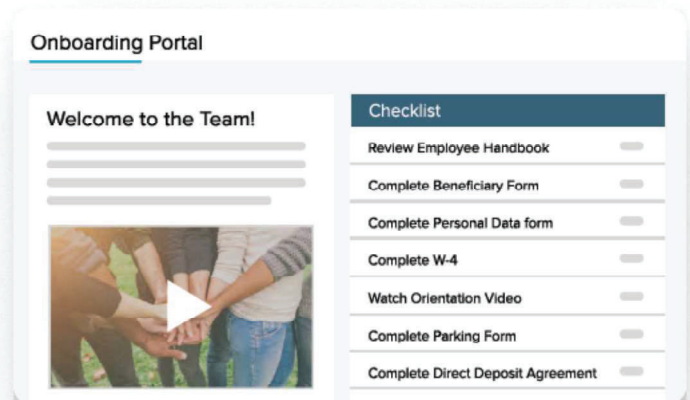 Onboarding Portal
Welcome to the Team!
Checklist
Review Employee Handbook
Complete Beneficiary Form
Complete Personal Data form
Complete W-4
Watch Orientation Video
Complete Parking Form
Complete Direct Deposit Agreement